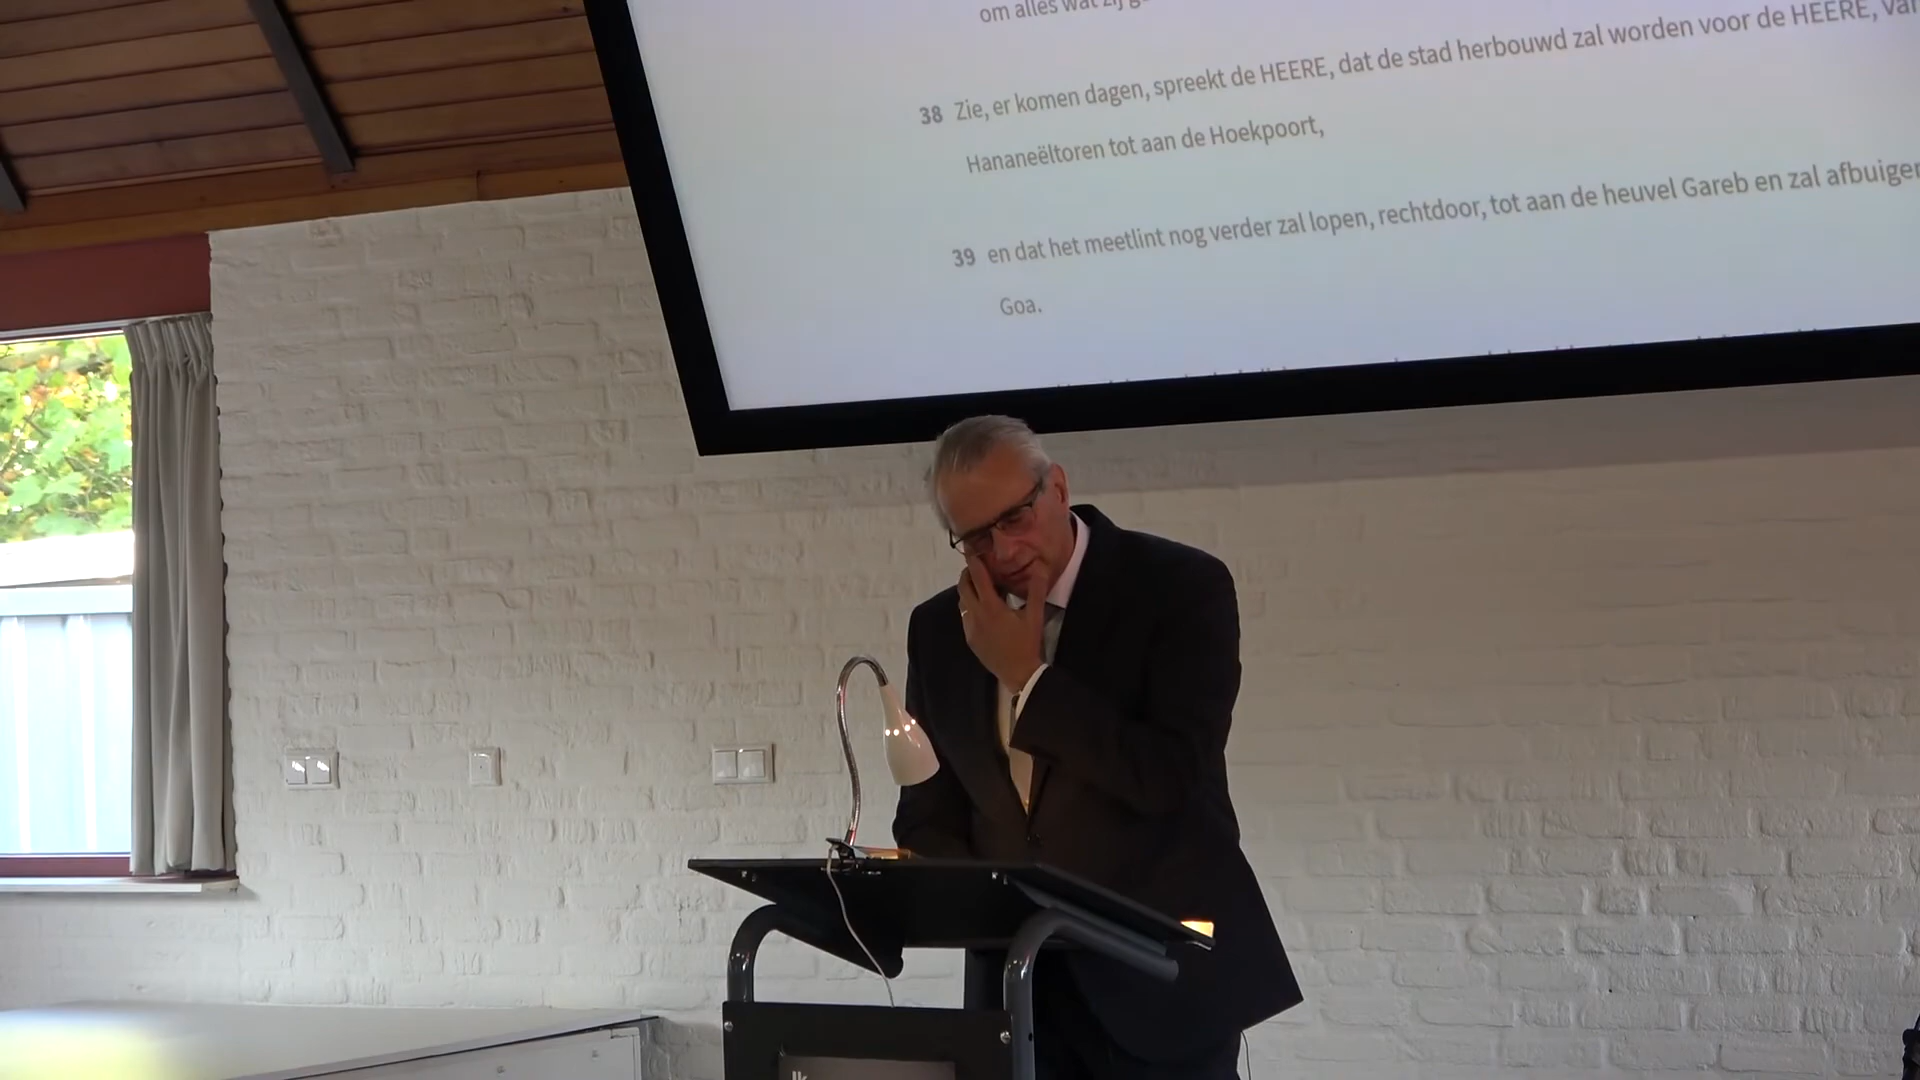 om alles wat zij
38 Zie, er komen dagen, spreekt de HEERE, dat de stad herbouwd zal worden voor de HEERE,
Hananeëltoren tot aan de Hoekpoort,
39 en dat het meetlint nog verder zal lopen, rechtdoor, tot aan de heuvel Gareb en zal afbuigen
Goa.